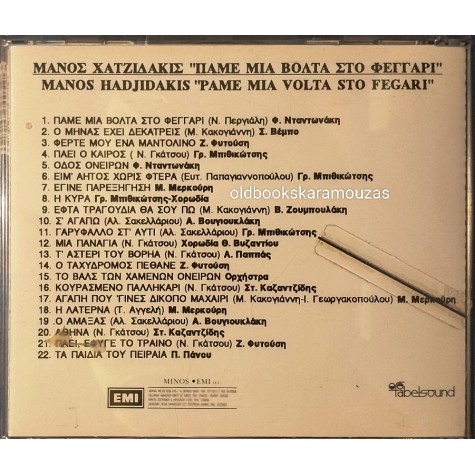 ΜΑΝΟΣ ΧΑΤΖΙΔΑΚΙΣ "ΠΑΜΕ ΜΙΑ ΒΟΛΤΑ ΣΤΟ ΦΕΓΓΑΡΙ"
MANOS HADJIDAKIS "PAME MIA VOLTA STO FEGARI"
1. ΠΑΜΕ ΜΙΑ ΒΟΛΤΑ ΣΤΟ ΦΕΓΓΑΡΙ (Ν. Περγιάλη) Φ. Νταντωνάκη
2. Ο ΜΗΝΑΣ ΕΧΕΙ ΔΕΚΑΤΡΕΙΣ (Μ. Κακογιάννη) Σ. Βέμπο
3. ΦΕΡΤΕ ΜΟΥ ΕΝΑ ΜΑΝΤΟΛΙΝΟ Ζ. Φυτούση
4. ΠΑΕΙ Ο ΚΑΙΡΟΣ (Ν. Γκάτσου) Γρ. Μπιθικώτσης
5. ΟΔΟΣ ΟΝΕΙΡΩΝ Φ. Νταντωνάκη
6. ΕΙΜ' ΑΗΤΟΣ ΧΩΡΙΣ ΦΤΕΡΑ (Ευτ. Παπαγιαννοπούλου) Γρ. Μπιθικώτσης
7. ΕΓΙΝΕ ΠΑΡΕΞΗΓΗΣΗ Μ. Μερκούρη
8. Η ΚΥΡΑ Γρ. Μπιθικώτσης-Χορωδία
oldbookskaramouzas
9. ΕΦΤΑ ΤΡΑΓΟΥΔΙΑ ΘΑ ΣΟΥ ΠΩ (Μ. Κακογιάννη) Β. Ζουμπουλάκη
10. Σ' ΑΓΑΠΩ (Αλ. Σακελλαρίου) Α. Βουγιουκλάκη
11. ΓΑΡΥΦΑΛΛΟ ΣΤ' ΑΥΤΙ (Αλ. Σακελλαρίου) Γρ. Μπιθικώτσης
12. ΜΙΑ ΠΑΝΑΓΙΑ (Ν. Γκάτσου) Χορωδία Θ. Βυζαντίου
13. Τ' ΑΣΤΕΡΙ ΤΟΥ ΒΟΡΗΑ (Ν. Γκάτσου) Λ. Παππάς
14. Ο ΤΑΧΥΔΡΟΜΟΣ ΠΕΘΑΝΕ Ζ. Φυτούση
15. ΤΟ ΒΑΛΣ ΤΩΝ ΧΑΜΕΝΩΝ ΟΝΕΙΡΩΝ Ορχήστρα
16. ΚΟΥΡΑΣΜΕΝΟ ΠΑΛΛΗΚΑΡΙ (Ν. Γκάτσου) Στ. Καζαντζίδης
17. ΑΓΑΠΗ ΠΟΥ 'ΓΙΝΕΣ ΔΙΚΟΠΟ ΜΑΧΑΙΡΙ (Μ. Κακογιάννη-Ι. Γεωργακοπούλου) Μ. Μερκούρη
18. Η ΛΑΤΕΡΝΑ (Τ. Αγγελή) Μ. Μερκούρη
19. Ο ΑΜΑΞΑΣ (Αλ. Σακελλαρίου) Α. Βουγιουκλάκη
20. ΑΘΗΝΑ (Ν. Γκάτσου) Στ. Καζαντζίδης
21. ΠΑΕΙ, ΕΦΥΓΕ ΤΟ ΤΡΑΙΝΟ (Ν. Γκάτσου) Ζ. Φυτούση
22. ΤΑ ΠΑΙΔΙΑ ΤΟΥ ΠΕΙΡΑΙΑ Π. Πάνου
MINOS • EMI
EMI
labelsound